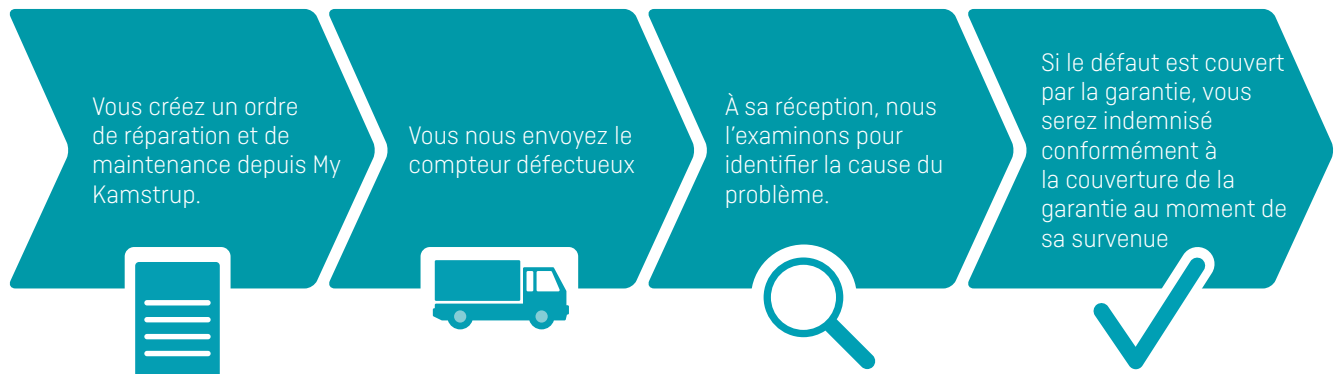 Vous créez un ordre
de réparation et de
maintenance depuis My
Kamstrup.
Vous nous envoyez le
compteur défectueux
À sa réception, nous
l'examinons pour
identifier la cause du
problème.
Si le défaut est couvert
par la garantie, vous
serez indemnisé
conformément à
la couverture de la
garantie au moment de
sa survenue